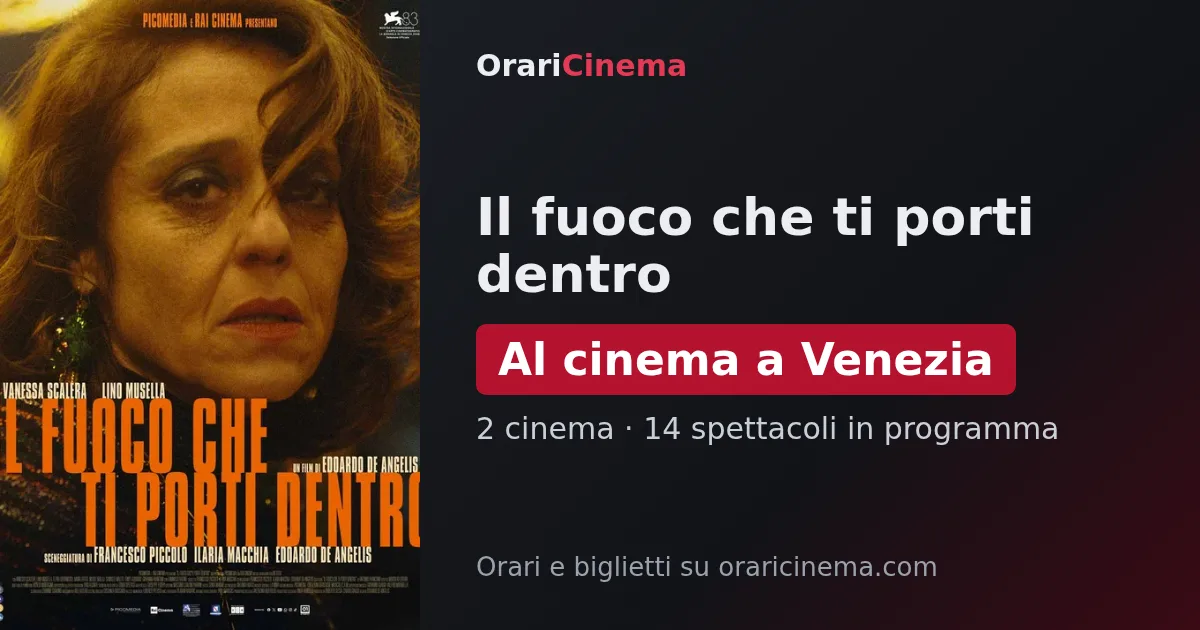 PICOMEDIA E RAI CINEMA PRESENTANO
83
VANESSA SCALERA LINO MUSELLA
IL FUOCO CHE
UN FILM DI EDOARDO DE ANGELIS
TI PORTI DENTRO
SCENEGGIATURA DI FRANCESCO PICCOLO ILARIA MACCHIA EDOARDO DE ANGELIS
OrariCinema
Il fuoco che ti porti
dentro
Al cinema a Venezia
2 cinema · 14 spettacoli in programma
Orari e biglietti su oraricinema.com